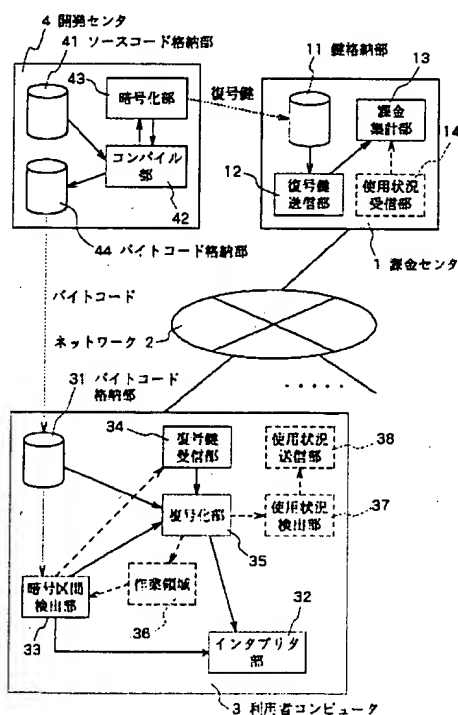 4 開発センタ
41 ソースコード格納部
43
暗号化部
コンパイル
部
42
44 バイトコード格納部
復号鍵
11 鍵格納部
13
課金
集計部
14
12
復号鍵
送信部
使用状況
受信部
1 課金センタ
バイトコード
ネットワーク 2
31 バイトコード
格納部
34
復号鍵
受信部
使用状況
送信部
38
復号化部
35
使用状況
検出部
37
暗号区間
検出部
33
作業領域
36
32
インタプリタ
部
3 利用者コンピュータ